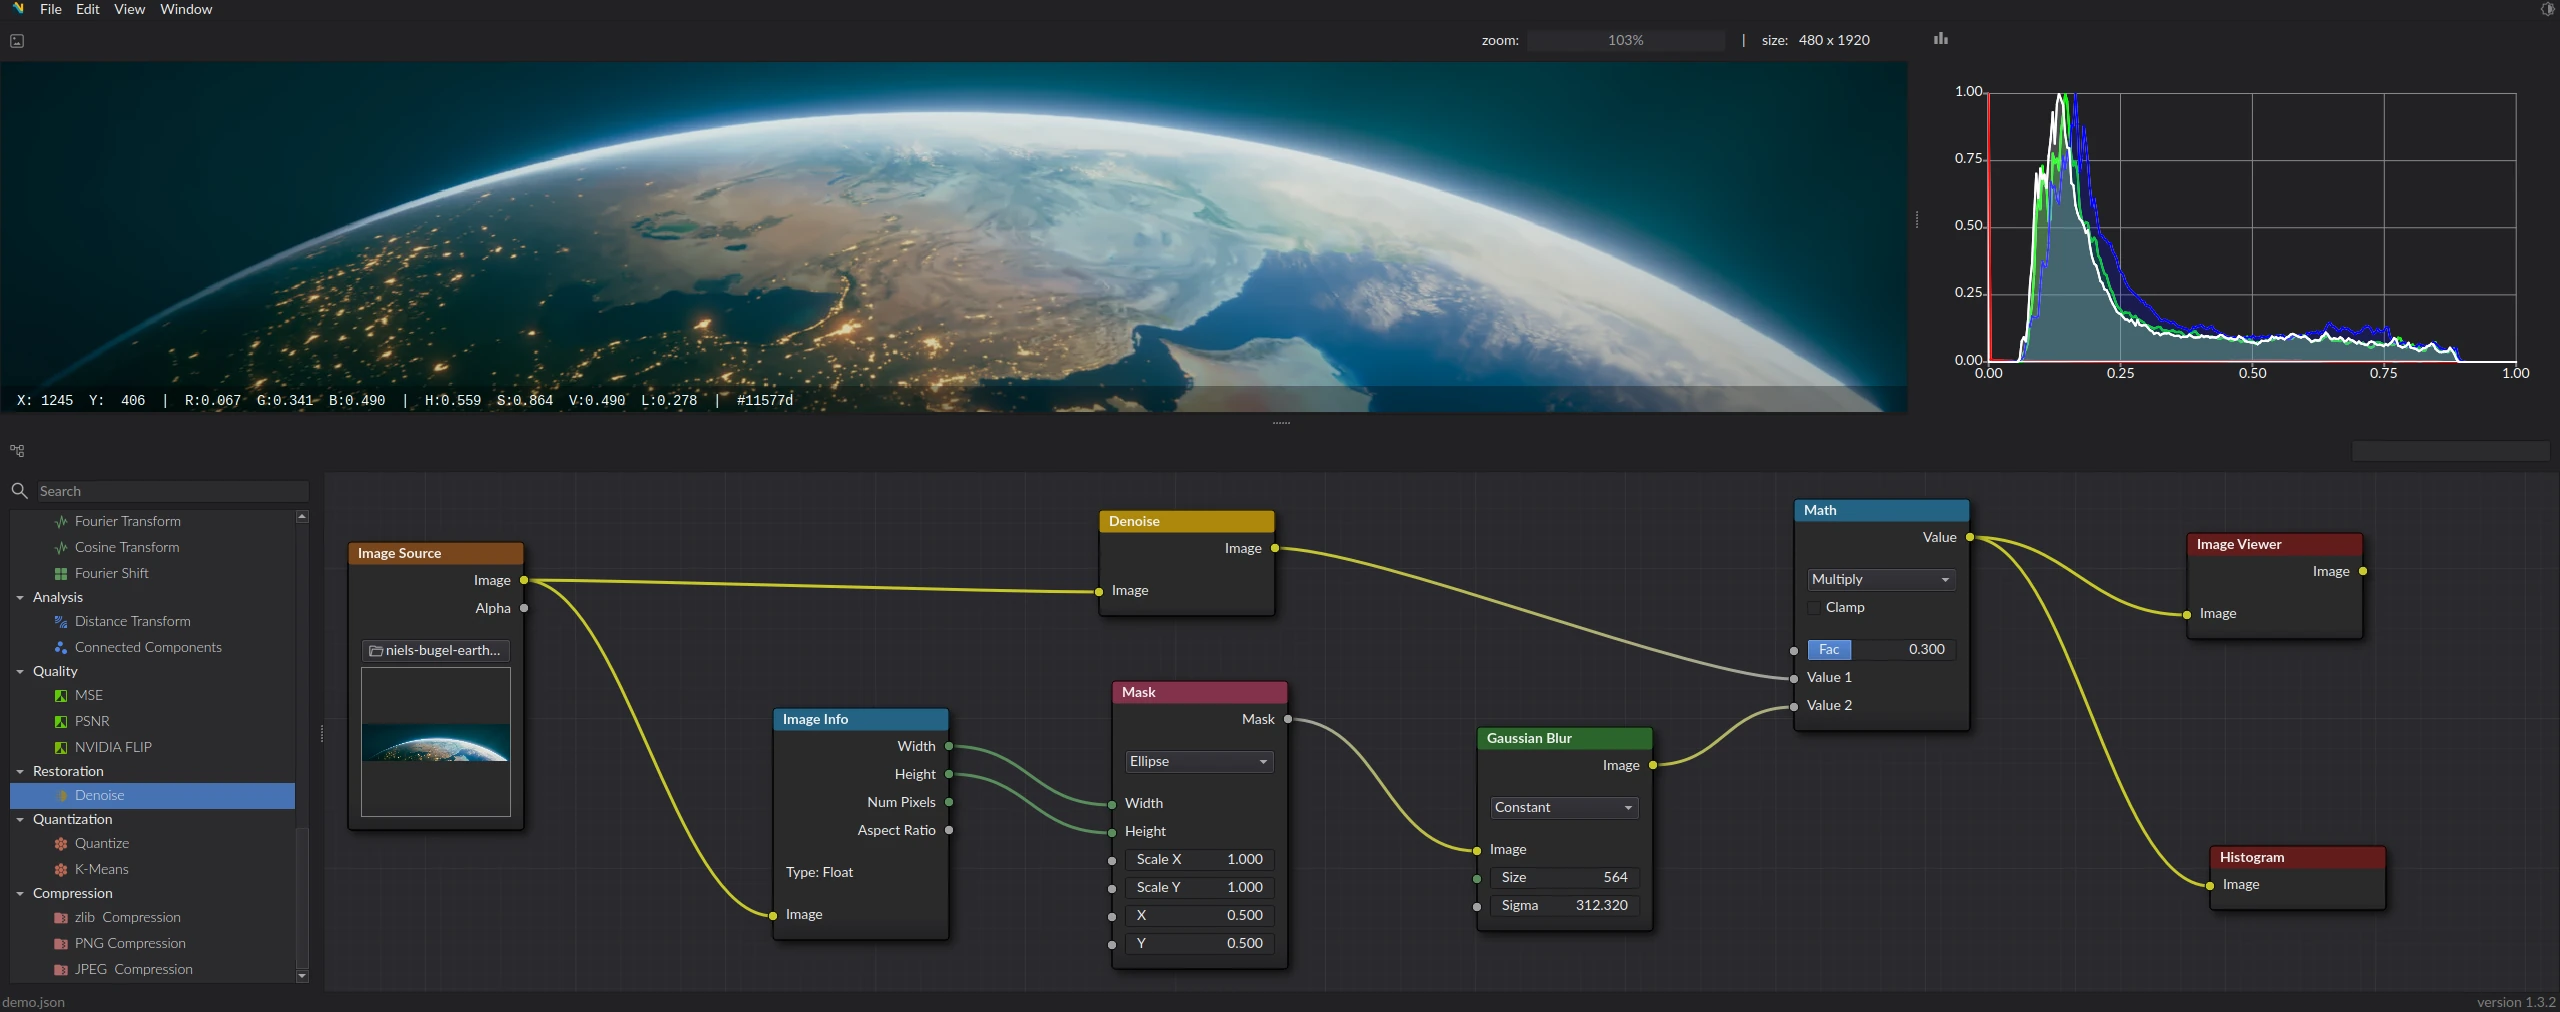 File Edit View Window
zoom: 103% | size: 480 x 1920
1.00
0.75
0.50
0.25
0.00
0.00 0.25 0.50 0.75 1.00
X: 1245 Y: 406 | R:0.067 G:0.341 B:0.490 | H:0.559 S:0.864 V:0.490 L:0.278 | #11577d
Search
Fourier Transform
Cosine Transform
Fourier Shift
Analysis
Distance Transform
Connected Components
Quality
MSE
PSNR
NVIDIA FLIP
Restoration
Denoise
Quantization
Quantize
K-Means
Compression
zlib Compression
PNG Compression
JPEG Compression
Image Source
Image
Alpha
niels-bugel-earth...
Image Info
Width
Height
Num Pixels
Aspect Ratio
Type: Float
Image
Denoise
Image
Image
Mask
Mask
Ellipse
Width
Height
Scale X 1.000
Scale Y 1.000
X 0.500
Y 0.500
Gaussian Blur
Image
Constant
Image
Size 564
Sigma 312.320
Math
Value
Multiply
Clamp
Fac 0.300
Value 1
Value 2
Image Viewer
Image
Image
Histogram
Image
demo.json
version 1.3.2